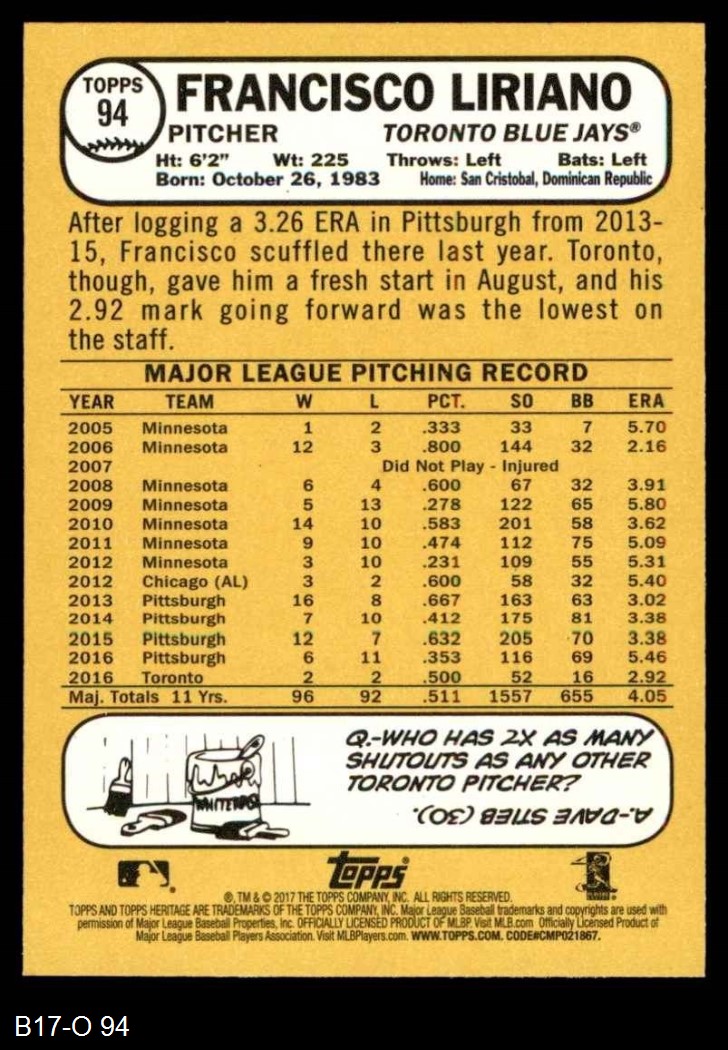 TOPPS
94
FRANCISCO LIRIANO
PITCHER TORONTO BLUE JAYS®
Ht: 6'2" Wt: 225 Throws: Left Bats: Left
Born: October 26, 1983 Home: San Cristobal, Dominican Republic
After logging a 3.26 ERA in Pittsburgh from 2013-
15, Francisco scuffled there last year. Toronto,
though, gave him a fresh start in August, and his
2.92 mark going forward was the lowest on
the staff.
MAJOR LEAGUE PITCHING RECORD
YEAR TEAM W L PCT. SO BB ERA
2005 Minnesota 1 2 .333 33 7 5.70
2006 Minnesota 12 3 .800 144 32 2.16
2007 Did Not Play - Injured
2008 Minnesota 6 4 .600 67 32 3.91
2009 Minnesota 5 13 .278 122 65 5.80
2010 Minnesota 14 10 .583 201 58 3.62
2011 Minnesota 9 10 .474 112 75 5.09
2012 Minnesota 3 10 .231 109 55 5.31
2012 Chicago (AL) 3 2 .600 58 32 5.40
2013 Pittsburgh 16 8 .667 163 63 3.02
2014 Pittsburgh 7 10 .412 175 81 3.38
2015 Pittsburgh 12 7 .632 205 70 3.38
2016 Pittsburgh 6 11 .353 116 69 5.46
2016 Toronto 2 2 .500 52 16 2.92
Maj. Totals 11 Yrs. 96 92 .511 1557 655 4.05
Q.-WHO HAS 2X AS MANY
SHUTOUTS AS ANY OTHER
TORONTO PITCHER?
A.-DAVE STIEB (30).
WHITEWASH
Topps®
®, TM & © 2017 THE TOPPS COMPANY, INC. ALL RIGHTS RESERVED.
TOPPS AND TOPPS HERITAGE ARE TRADEMARKS OF THE TOPPS COMPANY, INC. Major League Baseball trademarks and copyrights are used with
permission of Major League Baseball Properties, Inc. OFFICIALLY LICENSED PRODUCT OF MLBP. Visit MLB.com Officially Licensed Product of
Major League Baseball Players Association. Visit MLBPlayers.com. WWW.TOPPS.COM. CODE#CMP021867.
B17-O 94